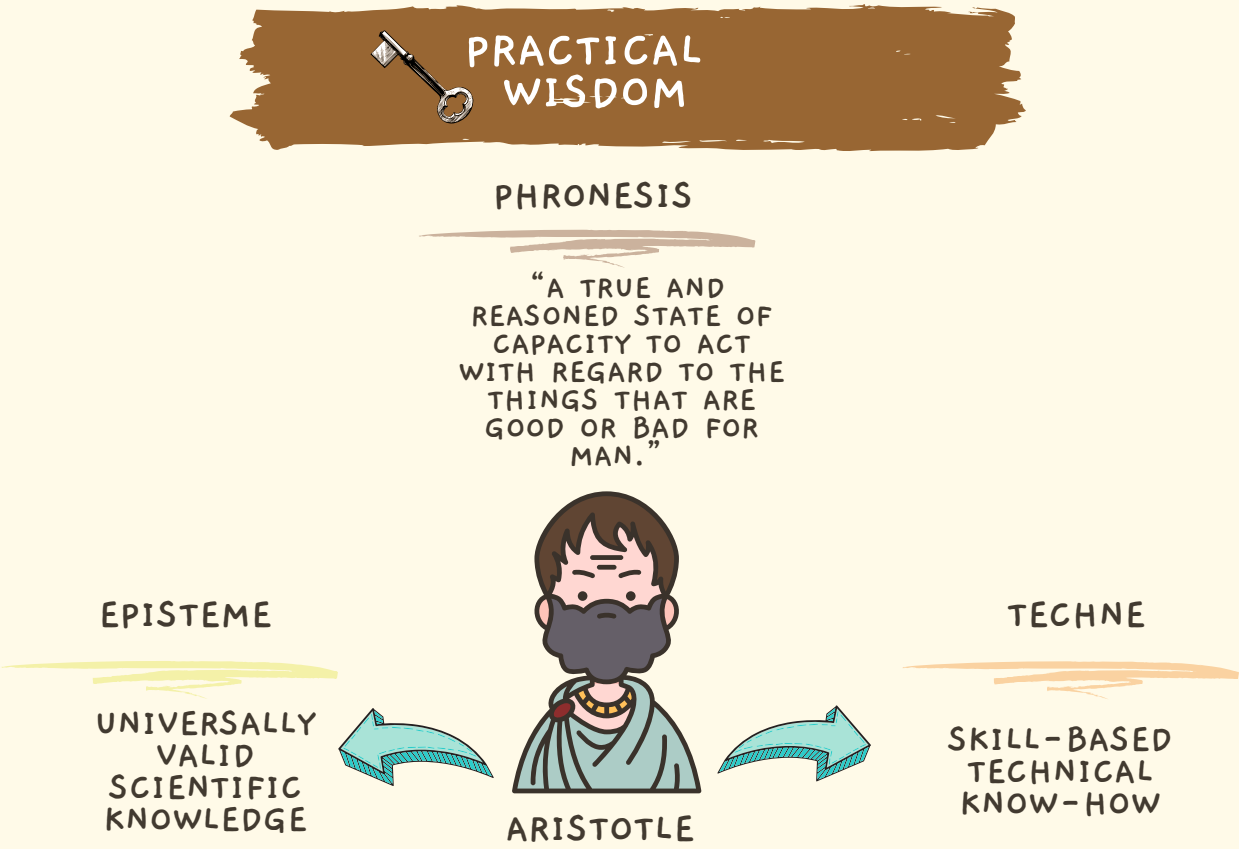 PRACTICAL
WISDOM
PHRONESIS
“A TRUE AND
REASONED STATE OF
CAPACITY TO ACT
WITH REGARD TO THE
THINGS THAT ARE
GOOD OR BAD FOR
MAN.”
EPISTEME
UNIVERSALLY
VALID
SCIENTIFIC
KNOWLEDGE
TECHNE
SKILL-BASED
TECHNICAL
KNOW-HOW
ARISTOTLE